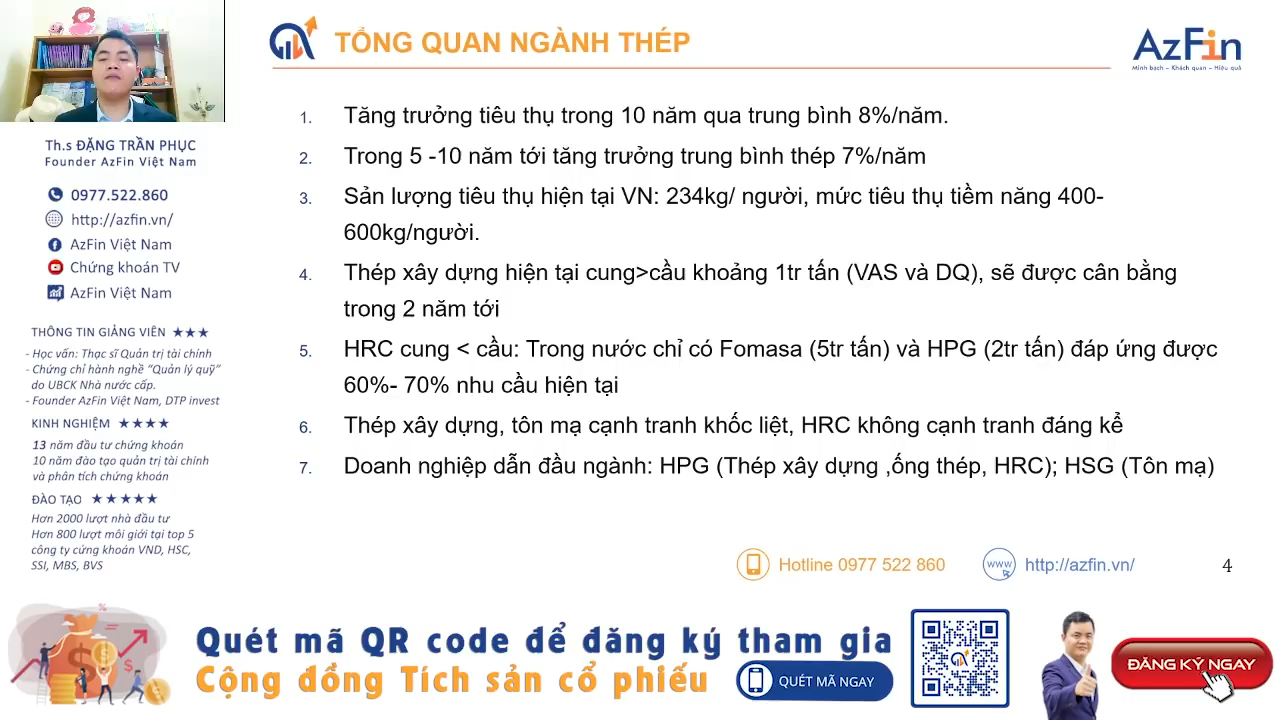 TỔNG QUAN NGÀNH THÉP
AzFin
Minh bạch – Khách quan – Hiệu quả
Th.s ĐẶNG TRẦN PHỤC
Founder AzFin Việt Nam
0977.522.860
http://azfin.vn/
AzFin Việt Nam
Chứng khoán TV
AzFin Việt Nam
THÔNG TIN GIẢNG VIÊN ★★★
- Học vấn: Thạc sĩ Quản trị tài chính
- Chứng chỉ hành nghề "Quản lý quỹ"
do UBCK Nhà nước cấp.
- Founder AzFin Việt Nam, DTP invest
KINH NGHIỆM ★★★★
13 năm đầu tư chứng khoán
10 năm đào tạo quản trị tài chính
và phân tích chứng khoán
ĐÀO TẠO ★★★★★
Hơn 2000 lượt nhà đầu tư
Hơn 800 lượt môi giới tại top 5
công ty cứng khoán VND, HSC,
SSI, MBS, BVS
1. Tăng trưởng tiêu thụ trong 10 năm qua trung bình 8%/năm.
2. Trong 5 -10 năm tới tăng trưởng trung bình thép 7%/năm
3. Sản lượng tiêu thụ hiện tại VN: 234kg/ người, mức tiêu thụ tiềm năng 400-
600kg/người.
4. Thép xây dựng hiện tại cung>cầu khoảng 1tr tấn (VAS và DQ), sẽ được cân bằng
trong 2 năm tới
5. HRC cung < cầu: Trong nước chỉ có Fomasa (5tr tấn) và HPG (2tr tấn) đáp ứng được
60%- 70% nhu cầu hiện tại
6. Thép xây dựng, tôn mạ cạnh tranh khốc liệt, HRC không cạnh tranh đáng kể
7. Doanh nghiệp dẫn đầu ngành: HPG (Thép xây dựng ,ống thép, HRC); HSG (Tôn mạ)
Hotline 0977 522 860
www
http://azfin.vn/
4
Quét mã QR code để đăng ký tham gia
Cộng đồng Tích sản cổ phiếu
QUÉT MÃ NGAY
ĐĂNG KÝ NGAY